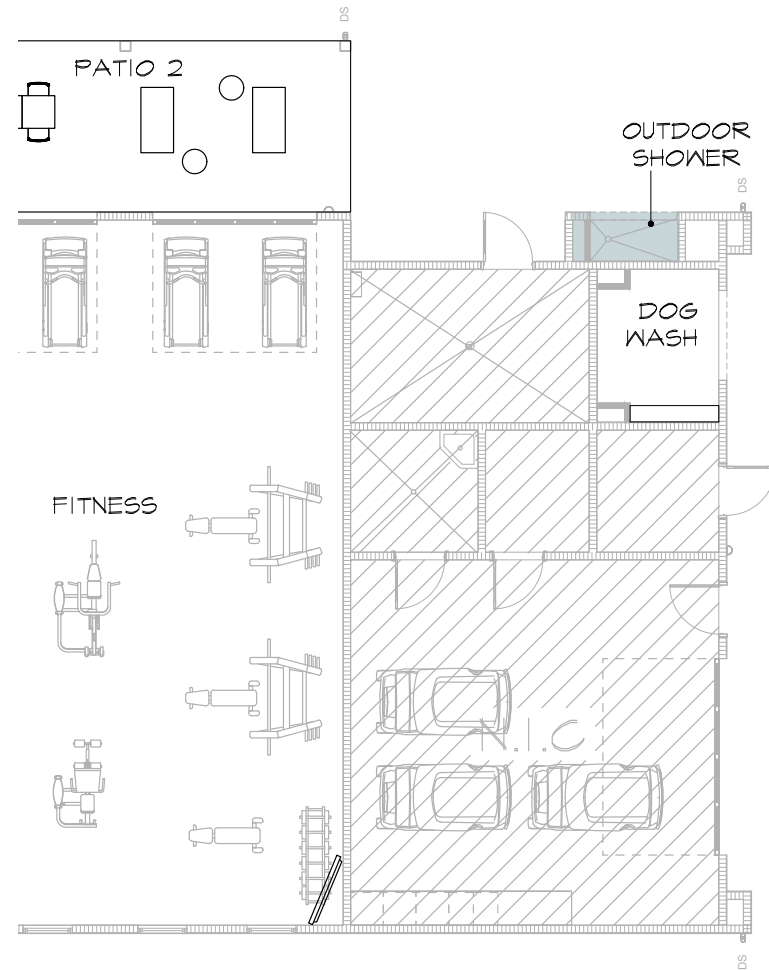 DS
PATIO 2
OUTDOOR
SHOWER
DS
DOG
WASH
FITNESS
N.I.C
DS